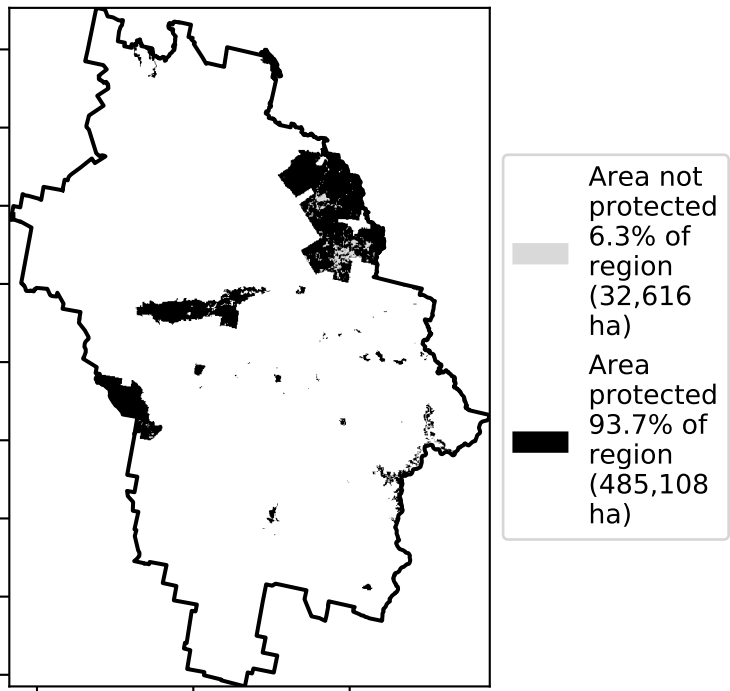 Area not
protected
6.3% of
region
(32,616
ha)
Area
protected
93.7% of
region
(485,108
ha)